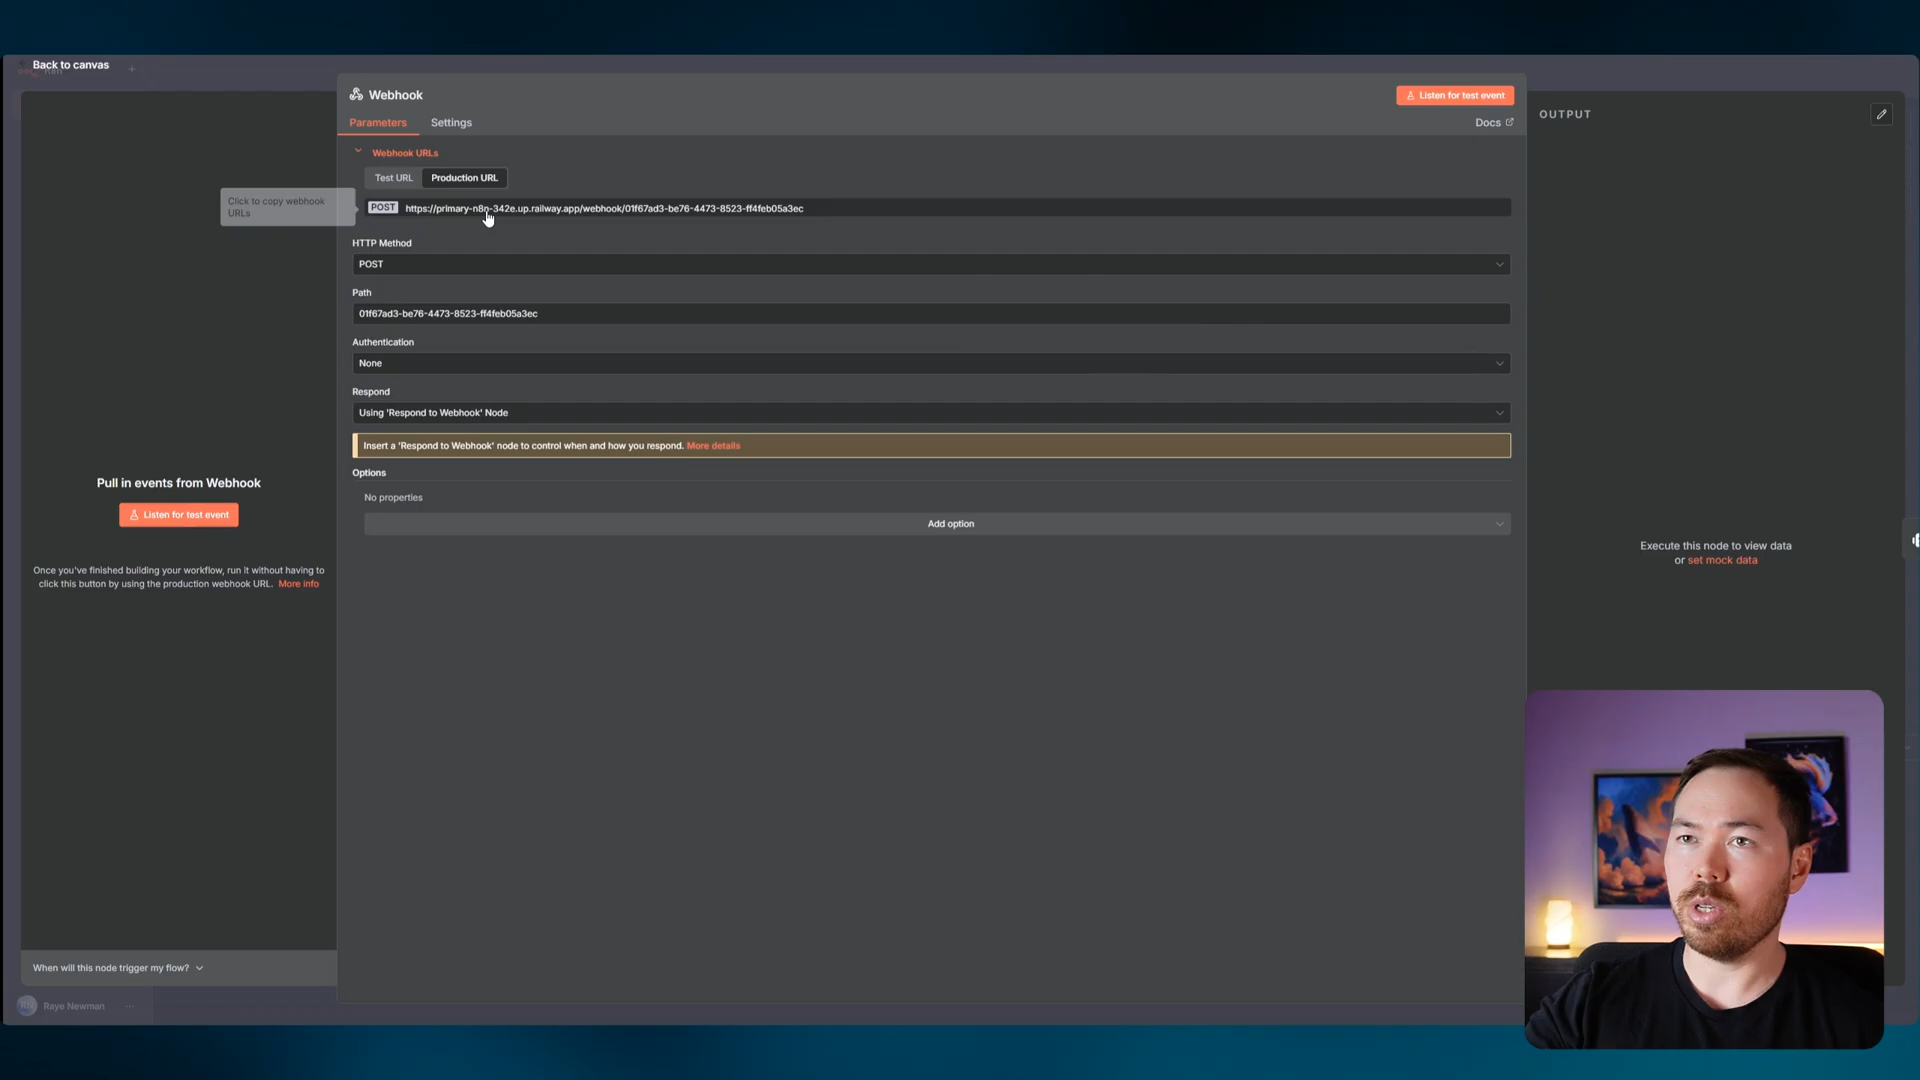 Back to canvas
Webhook
Listen for test event
OUTPUT
Parameters
Settings
Docs
Webhook URLs
Test URL
Production URL
Click to copy webhook
URLs
POST
https://primary-n8n-342e.up.railway.app/webhook/01f67ad3-be76-4473-8523-ff4feb05a3ec
HTTP Method
POST
Path
01f67ad3-be76-4473-8523-ff4feb05a3ec
Authentication
None
Respond
Using 'Respond to Webhook' Node
Insert a 'Respond to Webhook' node to control when and how you respond. More details
Options
No properties
Add option
Pull in events from Webhook
Listen for test event
Once you've finished building your workflow, run it without having to
click this button by using the production webhook URL. More info
Execute this node to view data
or set mock data
When will this node trigger my flow?
RN
Raye Newman